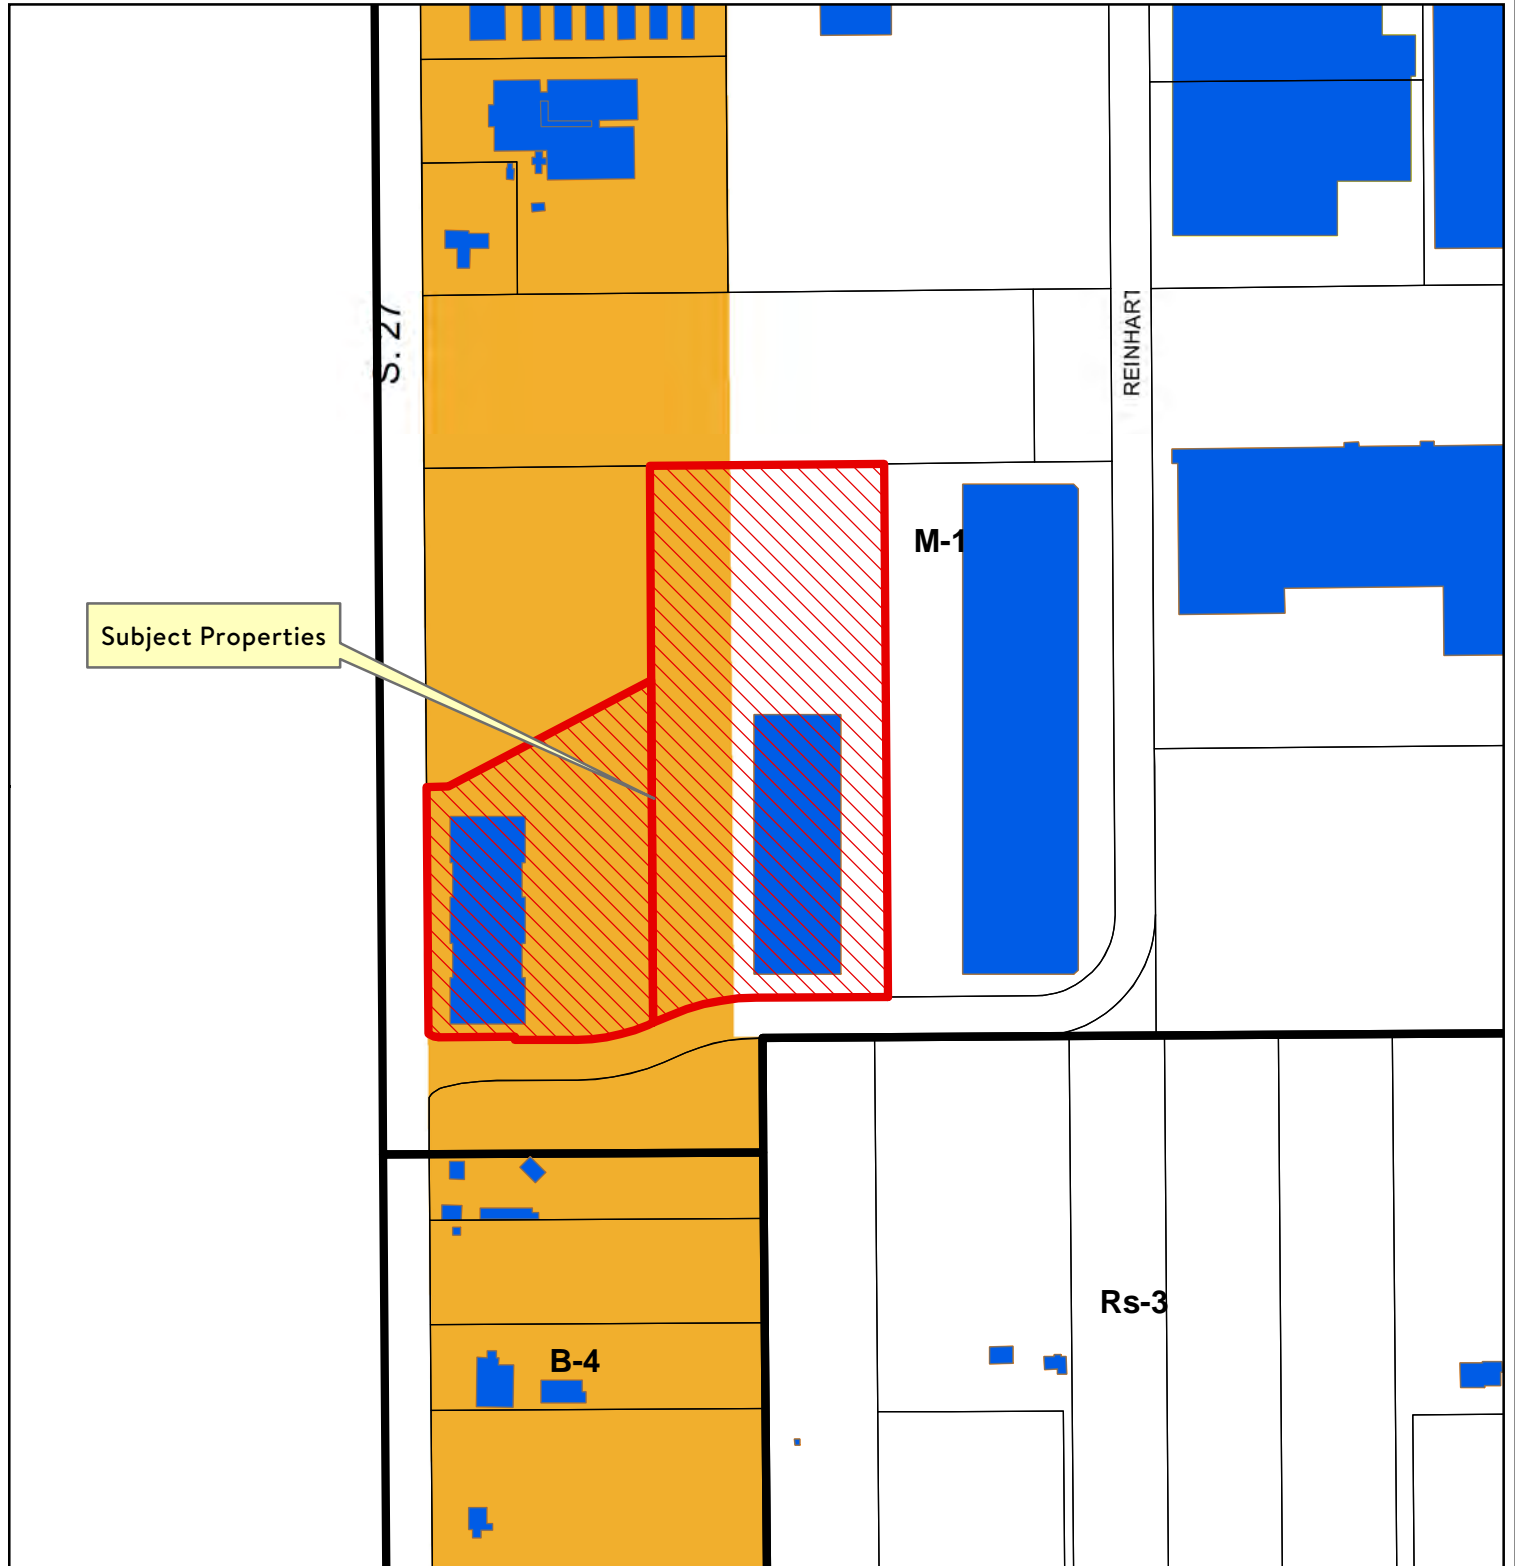 S. 27
REINHART
M-1
Subject Properties
Rs-3
B-4